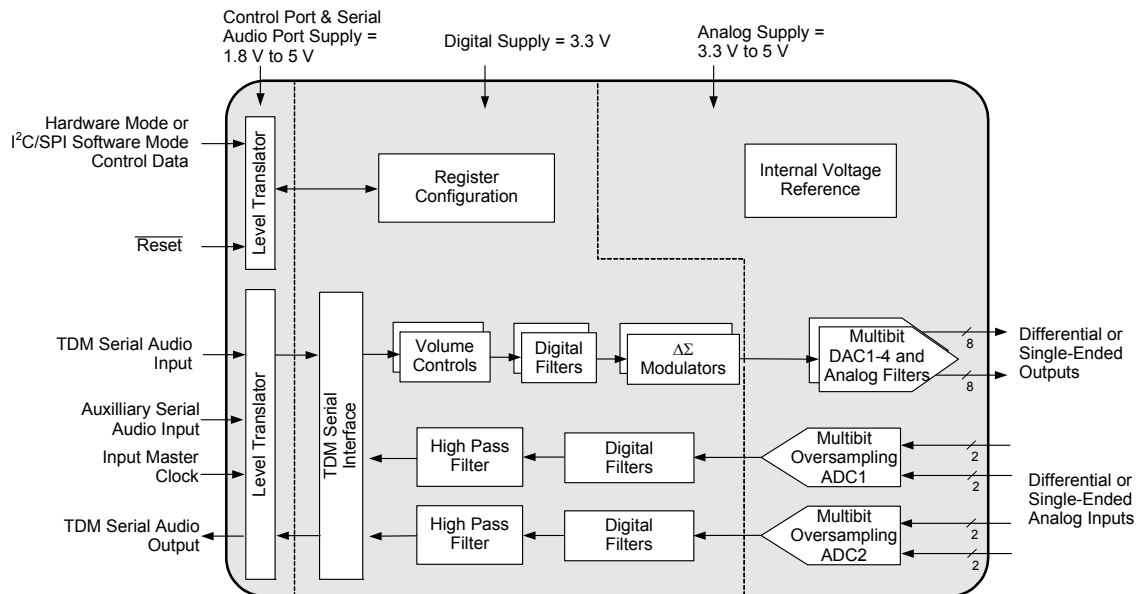 Control Port & Serial
Audio Port Supply =
1.8 V to 5 V
Digital Supply = 3.3 V
Analog Supply =
3.3 V to 5 V
Hardware Mode or
I²C/SPI Software Mode
Control Data
Reset
Level Translator
Register
Configuration
Internal Voltage
Reference
TDM Serial Audio
Input
Auxilliary Serial
Audio Input
Input Master
Clock
TDM Serial Audio
Output
Level Translator
TDM Serial
Interface
Volume
Controls
Digital
Filters
ΔΣ
Modulators
Multibit
DAC1-4 and
Analog Filters
8
8
Differential or
Single-Ended
Outputs
High Pass
Filter
Digital
Filters
Multibit
Oversampling
ADC1
2
2
High Pass
Filter
Digital
Filters
Multibit
Oversampling
ADC2
2
2
Differential or
Single-Ended
Analog Inputs